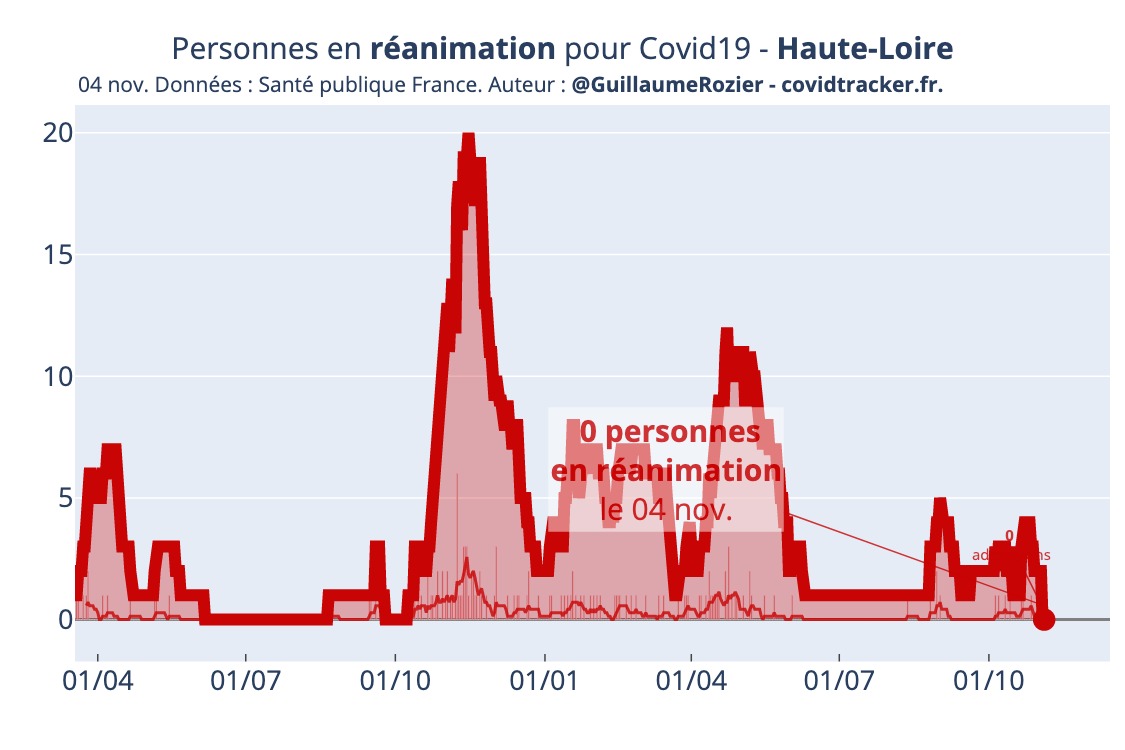 Personnes en réanimation pour Covid19 - Haute-Loire
04 nov. Données : Santé publique France. Auteur : @GuillaumeRozier - covidtracker.fr.
20
15
10
5
0
0 personnes
en réanimation
le 04 nov.
0
01/04 01/07 01/10 01/01 01/04 01/07 01/10